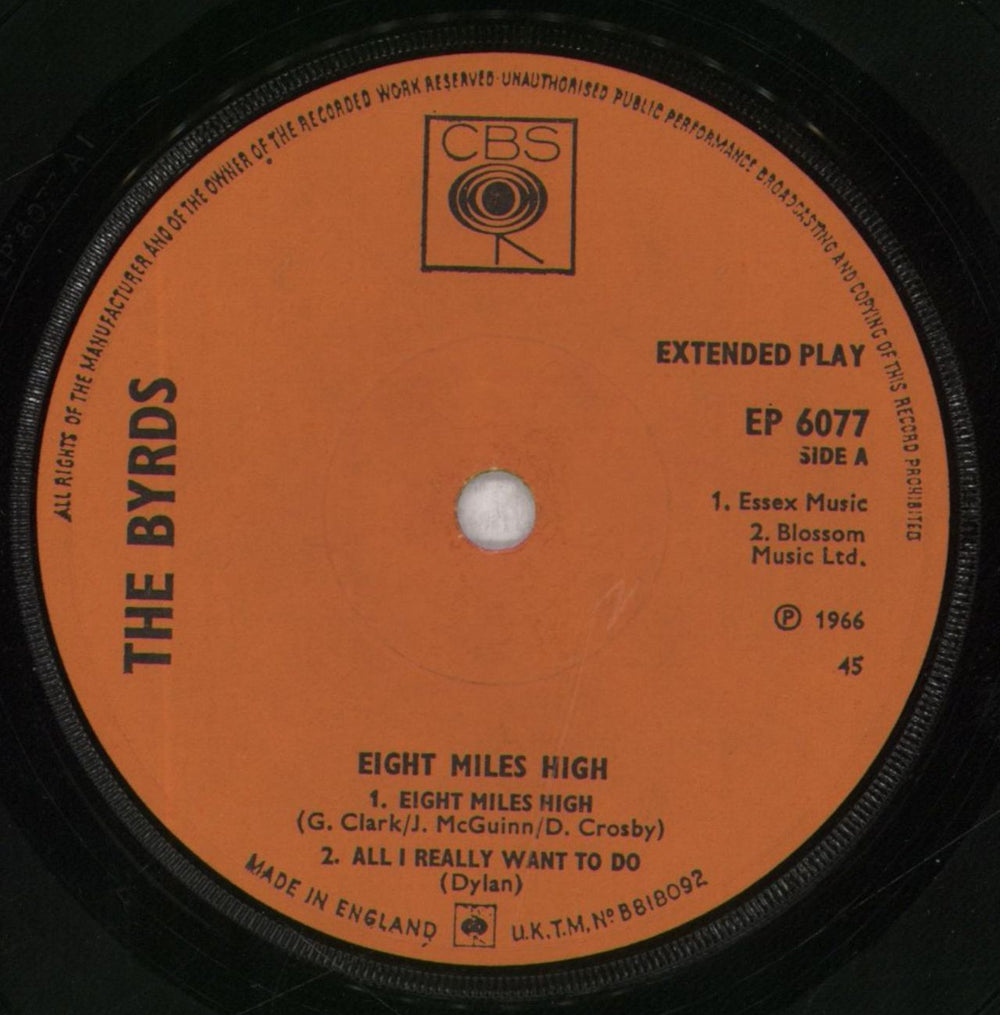 ALL RIGHTS OF THE MANUFACTURER AND OF THE OWNER OF THE RECORDED WORK RESERVED·UNAUTHORISED PUBLIC PERFORMANCE BROADCASTING AND COPYING OF THIS RECORD PROHIBITED
CBS
THE BYRDS
EXTENDED PLAY
EP 6077
SIDE A
1. Essex Music
2. Blossom
Music Ltd.
℗ 1966
45
EIGHT MILES HIGH
1. EIGHT MILES HIGH
(G. Clark/J. McGuinn/D. Crosby)
2. ALL I REALLY WANT TO DO
(Dylan)
MADE IN ENGLAND
U.K.T.M. Nº B818092